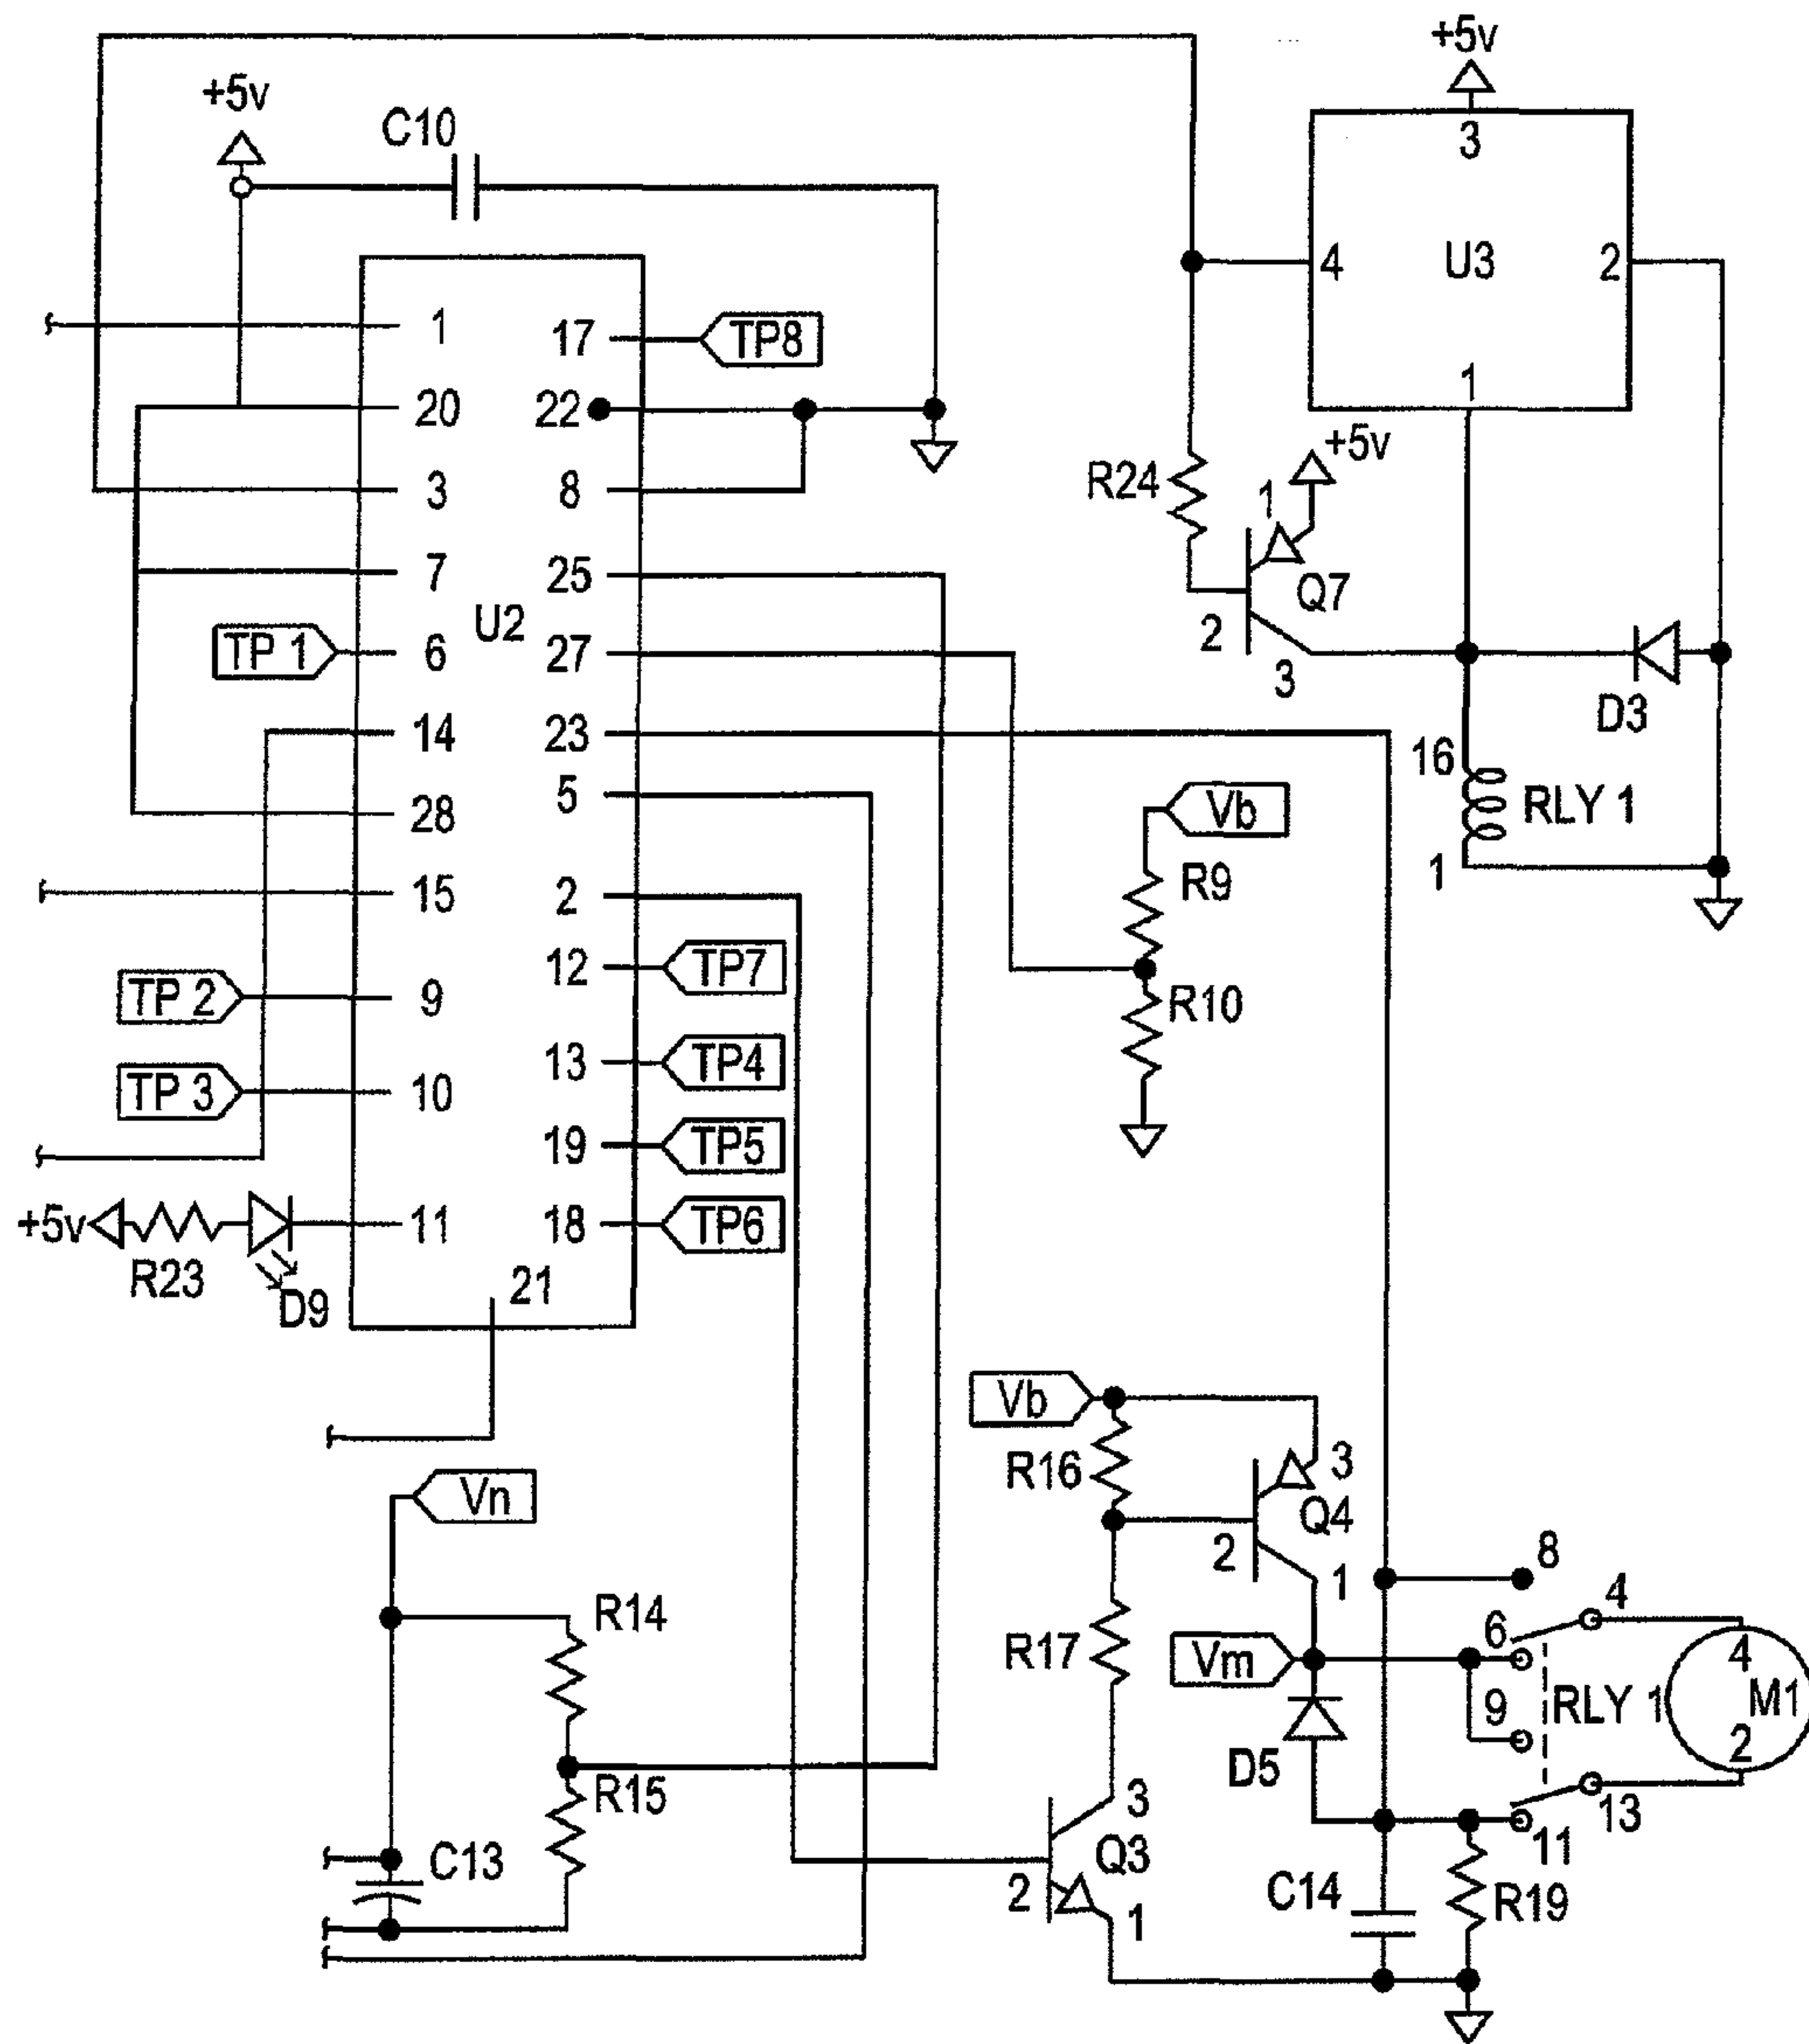 +5v
+5v
C10
3
4
U3
2
1
1
17
TP8
20
22
+5v
3
8
R24
1
Q7
7
25
2
3
TP 1
6
U2
27
D3
14
23
16
RLY 1
28
5
Vb
1
15
2
R9
TP 2
9
12
TP7
R10
TP 3
10
13
TP4
19
TP5
+5v
R23
D9
11
18
TP6
21
Vb
R16
3
Q4
2
1
Vn
8
4
R14
R17
Vm
6
9
RLY 1
4
M1
2
D5
R15
3
Q3
2
1
13
11
C13
C14
R19